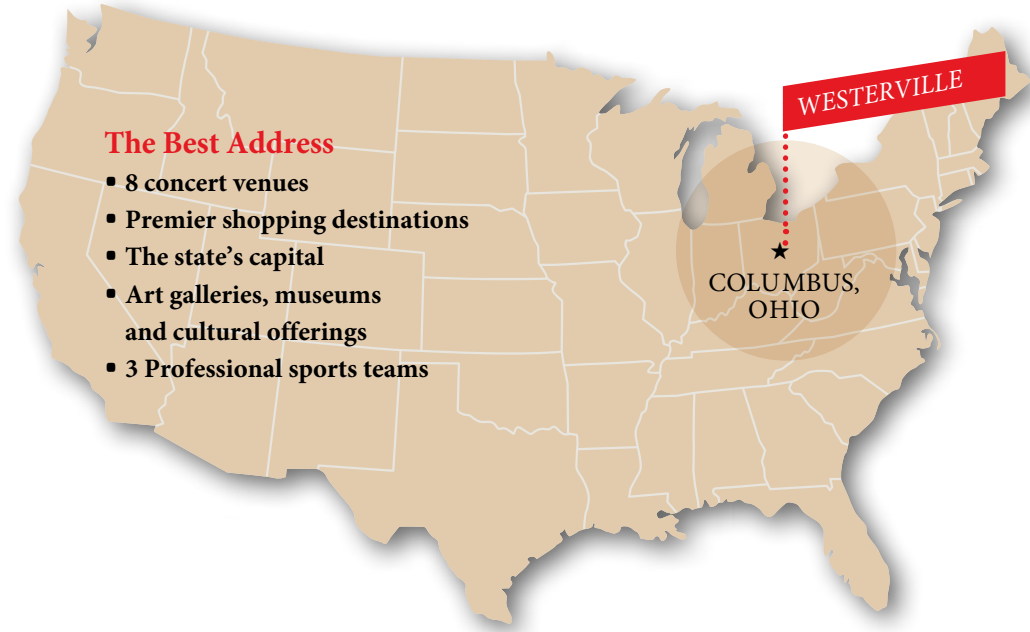 WESTERVILLE
The Best Address
▪ 8 concert venues
▪ Premier shopping destinations
▪ The state’s capital
▪ Art galleries, museums
and cultural offerings
▪ 3 Professional sports teams
COLUMBUS,
OHIO